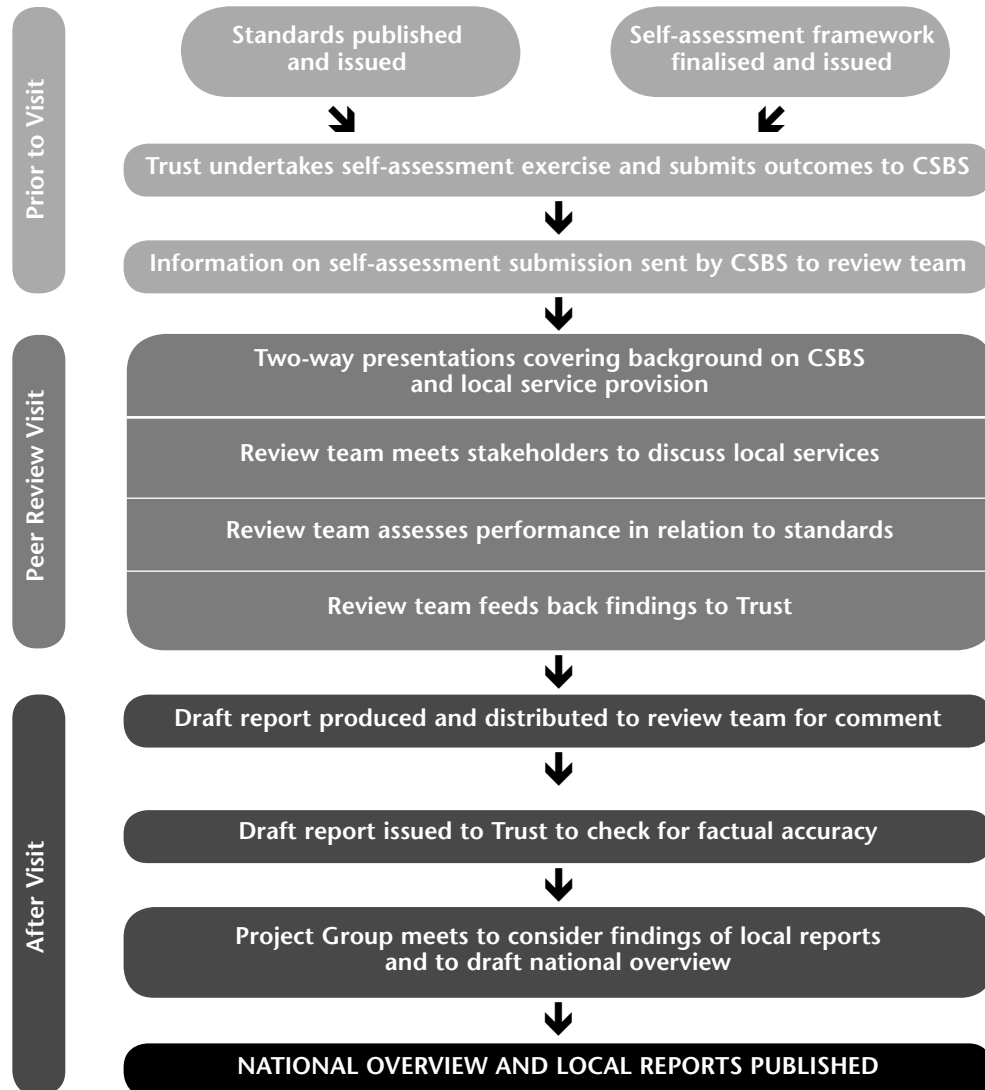 Prior to Visit
Standards published
and issued
Self-assessment framework
finalised and issued
Trust undertakes self-assessment exercise and submits outcomes to CSBS
Information on self-assessment submission sent by CSBS to review team
Peer Review Visit
Two-way presentations covering background on CSBS
and local service provision
Review team meets stakeholders to discuss local services
Review team assesses performance in relation to standards
Review team feeds back findings to Trust
After Visit
Draft report produced and distributed to review team for comment
Draft report issued to Trust to check for factual accuracy
Project Group meets to consider findings of local reports
and to draft national overview
NATIONAL OVERVIEW AND LOCAL REPORTS PUBLISHED